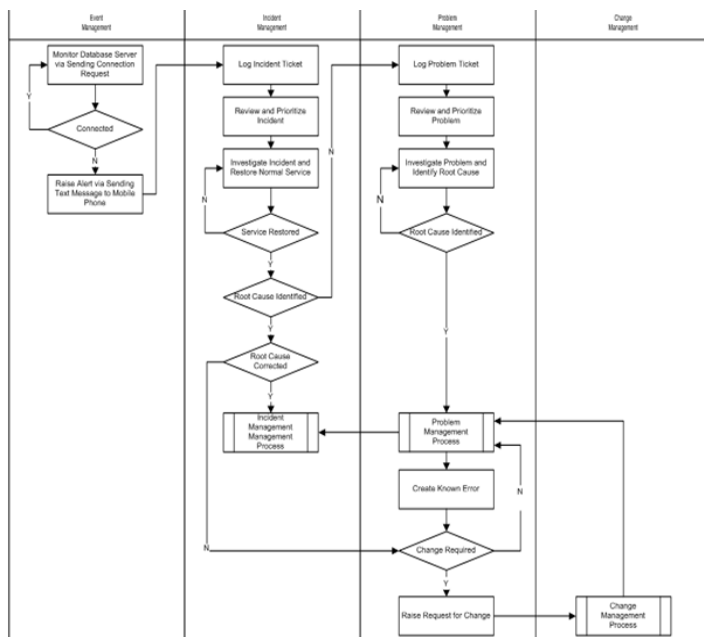 Event
Management
Incident
Management
Problem
Management
Change
Management
Monitor Database Server
via Sending Connection
Request
Y
Connected
N
Raise Alert via Sending
Text Message to Mobile
Phone
Log Incident Ticket
Review and Prioritize
Incident
Investigate Incident and
Restore Normal Service
N
Service Restored
Y
Root Cause Identified
N
Y
Root Cause
Corrected
Y
N
Incident
Management
Management
Process
Log Problem Ticket
Review and Prioritize
Problem
Investigate Problem and
Identify Root Cause
N
Root Cause Identified
Y
Problem
Management
Process
Create Known Error
N
Change Required
Y
Raise Request for Change
Change
Management
Process